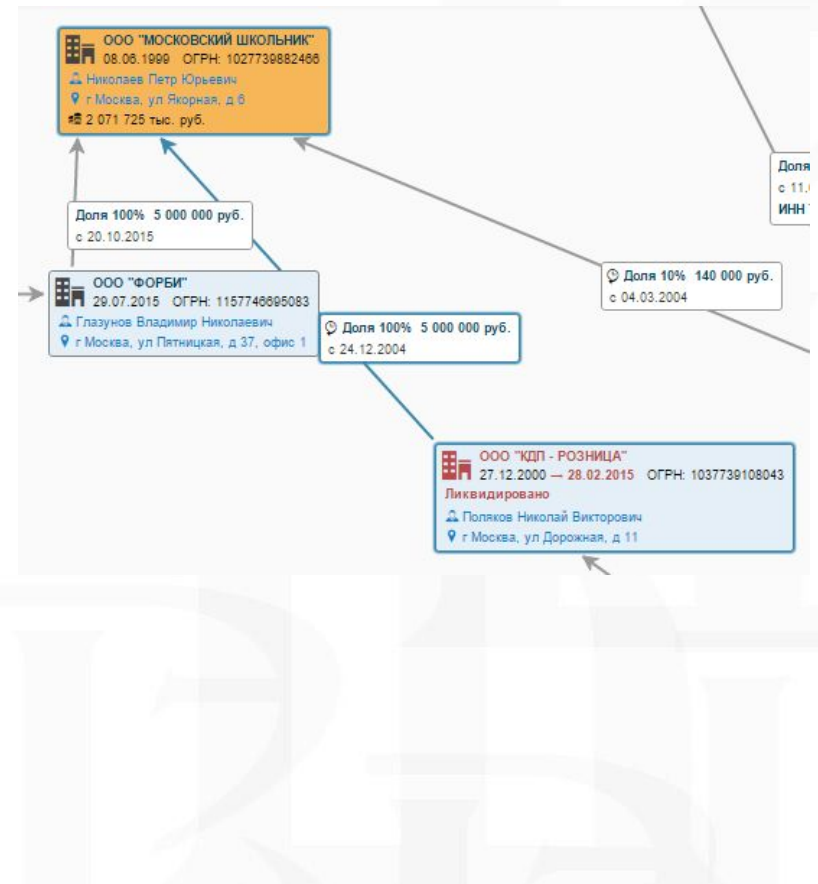 ООО "МОСКОВСКИЙ ШКОЛЬНИК"
08.06.1999 ОГРН: 1027739882466
Николаев Петр Юрьевич
г Москва, ул Якорная, д 6
2 071 725 тыс. руб.
Доля
с 11.
ИНН
Доля 100% 5 000 000 руб.
с 20.10.2015
Доля 10% 140 000 руб.
с 04.03.2004
ООО "ФОРБИ"
29.07.2015 ОГРН: 1157746695083
Глазунов Владимир Николаевич
г Москва, ул Пятницкая, д 37, офис 1
Доля 100% 5 000 000 руб.
с 24.12.2004
ООО "КДП - РОЗНИЦА"
27.12.2000 — 28.02.2015 ОГРН: 1037739108043
Ликвидировано
Поляков Николай Викторович
г Москва, ул Дорожная, д 11